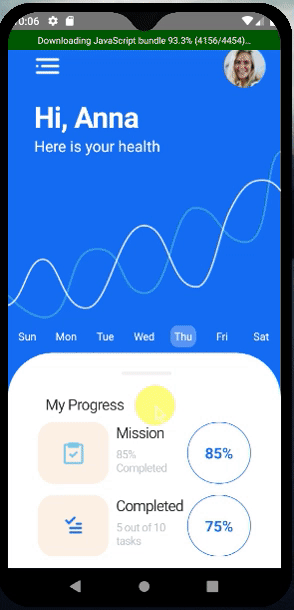 0:06
Downloading JavaScript bundle 93.3% (4156/4454)...
Hi, Anna
Here is your health
Sun Mon Tue Wed Thu Fri Sat
My Progress
Mission
85%
Completed
85%
Completed
5 out of 10
tasks
75%